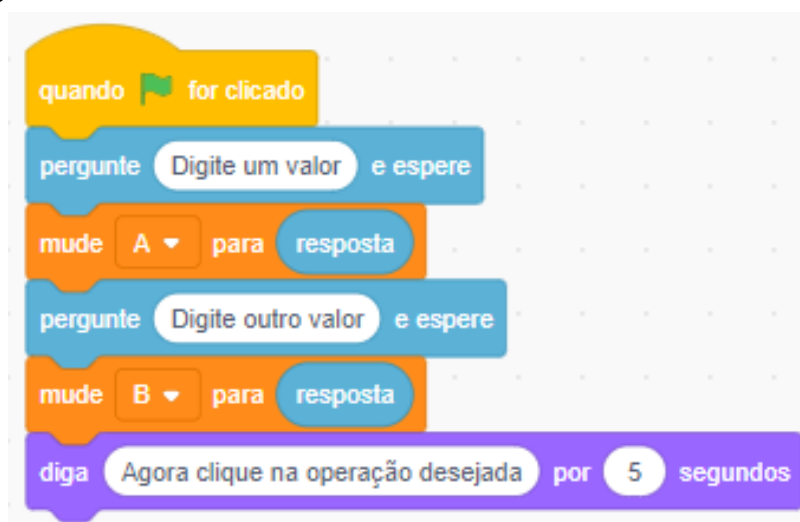 quando for clicado
pergunte Digite um valor e espere
mude A para resposta
pergunte Digite outro valor e espere
mude B para resposta
diga Agora clique na operação desejada por 5 segundos